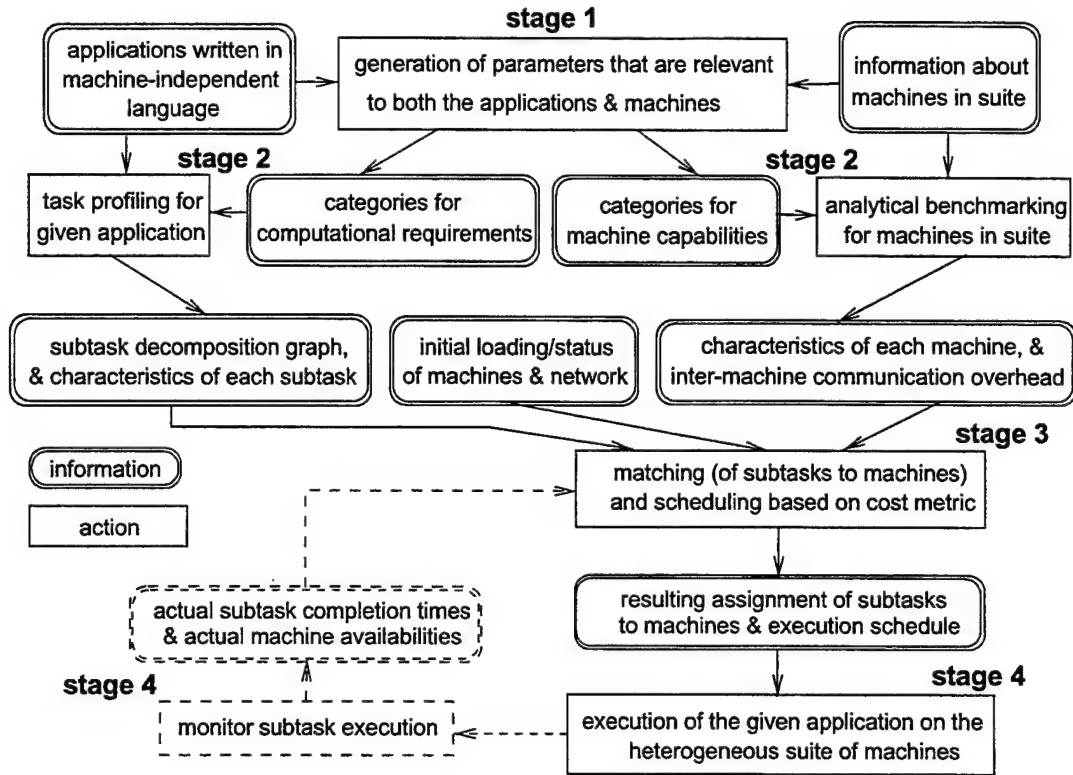 stage 1
applications written in
machine-independent
language
generation of parameters that are relevant
to both the applications & machines
information about
machines in suite
stage 2
stage 2
task profiling for
given application
categories for
computational requirements
categories for
machine capabilities
analytical benchmarking
for machines in suite
subtask decomposition graph,
& characteristics of each subtask
initial loading/status
of machines & network
characteristics of each machine, &
inter-machine communication overhead
stage 3
information
action
matching (of subtasks to machines)
and scheduling based on cost metric
actual subtask completion times
& actual machine availabilities
resulting assignment of subtasks
to machines & execution schedule
stage 4
stage 4
monitor subtask execution
execution of the given application on the
heterogeneous suite of machines